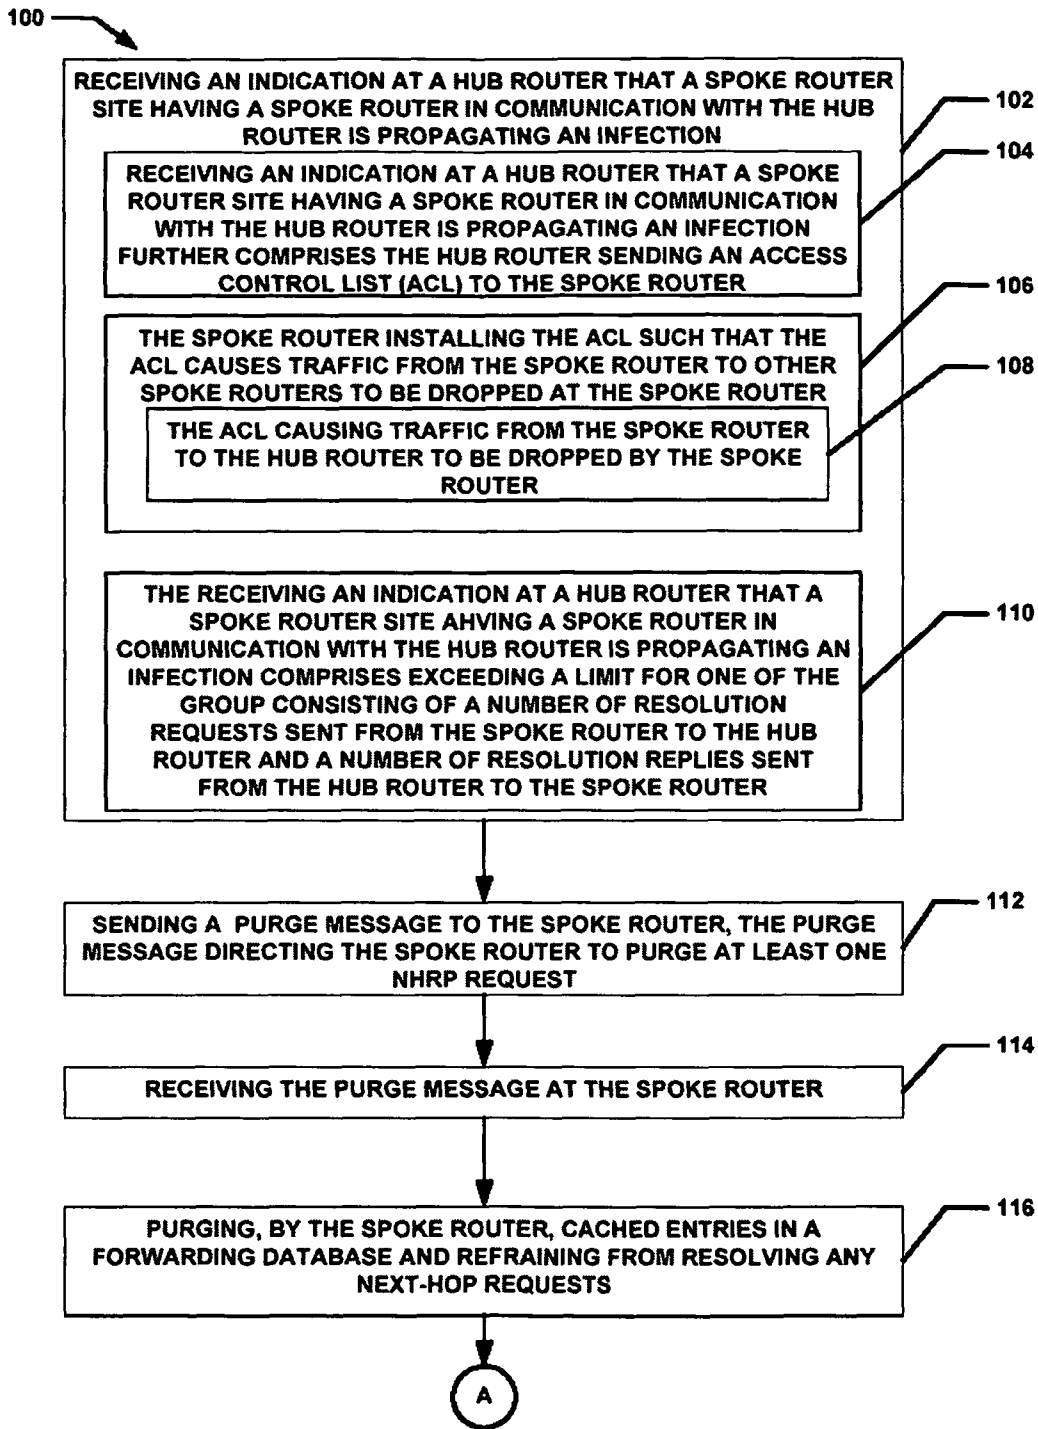 100
RECEIVING AN INDICATION AT A HUB ROUTER THAT A SPOKE ROUTER
SITE HAVING A SPOKE ROUTER IN COMMUNICATION WITH THE HUB
ROUTER IS PROPAGATING AN INFECTION
102
RECEIVING AN INDICATION AT A HUB ROUTER THAT A SPOKE
ROUTER SITE HAVING A SPOKE ROUTER IN COMMUNICATION
WITH THE HUB ROUTER IS PROPAGATING AN INFECTION
FURTHER COMPRISES THE HUB ROUTER SENDING AN ACCESS
CONTROL LIST (ACL) TO THE SPOKE ROUTER
104
THE SPOKE ROUTER INSTALLING THE ACL SUCH THAT THE
ACL CAUSES TRAFFIC FROM THE SPOKE ROUTER TO OTHER
SPOKE ROUTERS TO BE DROPPED AT THE SPOKE ROUTER
106
THE ACL CAUSING TRAFFIC FROM THE SPOKE ROUTER
TO THE HUB ROUTER TO BE DROPPED BY THE SPOKE
ROUTER
108
THE RECEIVING AN INDICATION AT A HUB ROUTER THAT A
SPOKE ROUTER SITE AHVING A SPOKE ROUTER IN
COMMUNICATION WITH THE HUB ROUTER IS PROPAGATING AN
INFECTION COMPRISES EXCEEDING A LIMIT FOR ONE OF THE
GROUP CONSISTING OF A NUMBER OF RESOLUTION
REQUESTS SENT FROM THE SPOKE ROUTER TO THE HUB
ROUTER AND A NUMBER OF RESOLUTION REPLIES SENT
FROM THE HUB ROUTER TO THE SPOKE ROUTER
110
SENDING A PURGE MESSAGE TO THE SPOKE ROUTER, THE PURGE
MESSAGE DIRECTING THE SPOKE ROUTER TO PURGE AT LEAST ONE
NHRP REQUEST
112
RECEIVING THE PURGE MESSAGE AT THE SPOKE ROUTER
114
PURGING, BY THE SPOKE ROUTER, CACHED ENTRIES IN A
FORWARDING DATABASE AND REFRAINING FROM RESOLVING ANY
NEXT-HOP REQUESTS
116
A